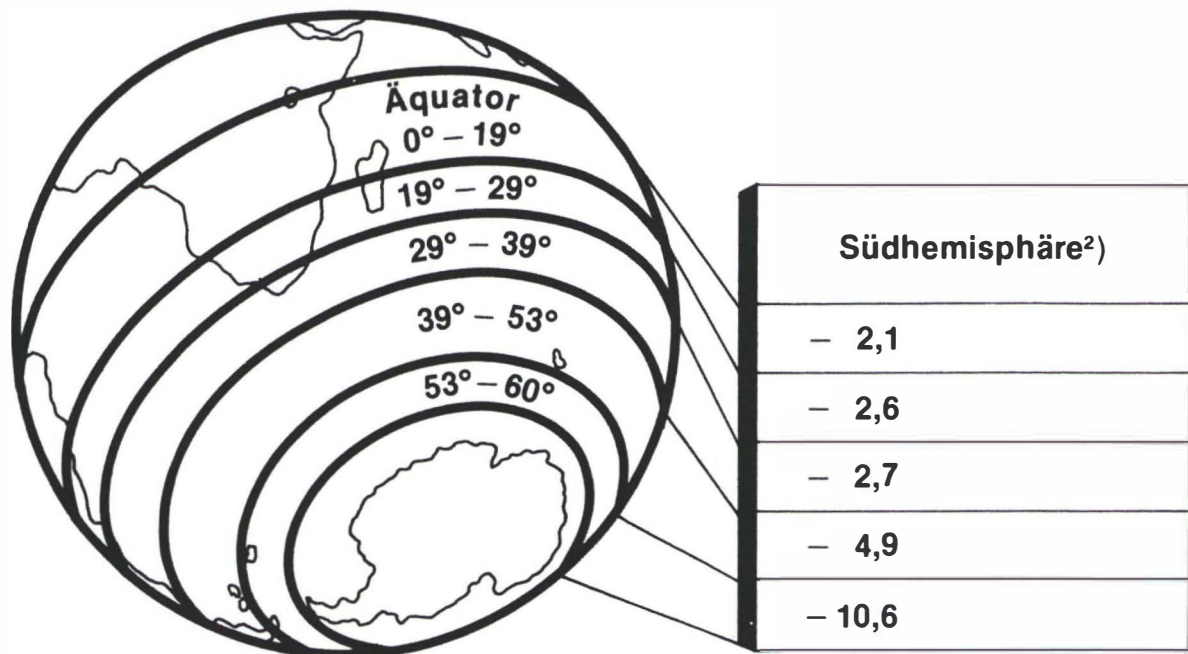 Äquator
0° – 19°
19° – 29°
29° – 39°
39° – 53°
53° – 60°
Südhemisphäre²)
– 2,1
– 2,6
– 2,7
– 4,9
– 10,6